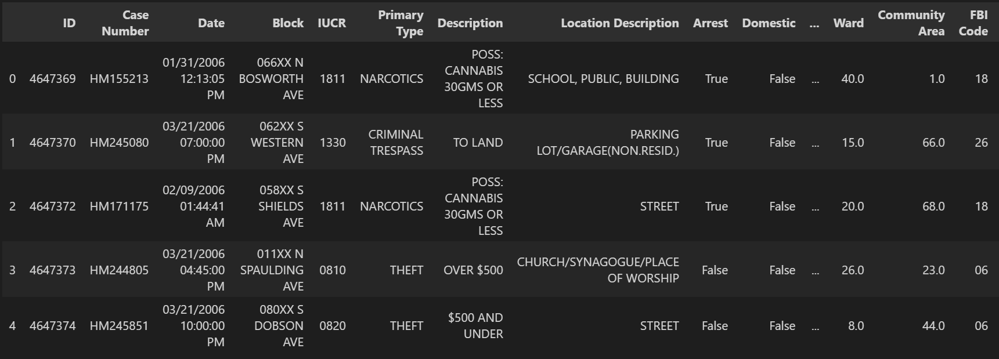 ID Case Number Date Block IUCR Primary Type Description Location Description Arrest Domestic ... Ward Community Area FBI Code
0 4647369 HM155213 01/31/2006 12:13:05 PM 066XX N BOSWORTH AVE 1811 NARCOTICS POSS: CANNABIS 30GMS OR LESS SCHOOL, PUBLIC, BUILDING True False ... 40.0 1.0 18
1 4647370 HM245080 03/21/2006 07:00:00 PM 062XX S WESTERN AVE 1330 CRIMINAL TRESPASS TO LAND PARKING LOT/GARAGE(NON.RESID.) True False ... 15.0 66.0 26
2 4647372 HM171175 02/09/2006 01:44:41 AM 058XX S SHIELDS AVE 1811 NARCOTICS POSS: CANNABIS 30GMS OR LESS STREET True False ... 20.0 68.0 18
3 4647373 HM244805 03/21/2006 04:45:00 PM 011XX N SPAULDING AVE 0810 THEFT OVER $500 CHURCH/SYNAGOGUE/PLACE OF WORSHIP False False ... 26.0 23.0 06
4 4647374 HM245851 03/21/2006 10:00:00 PM 080XX S DOBSON AVE 0820 THEFT $500 AND UNDER STREET False False ... 8.0 44.0 06